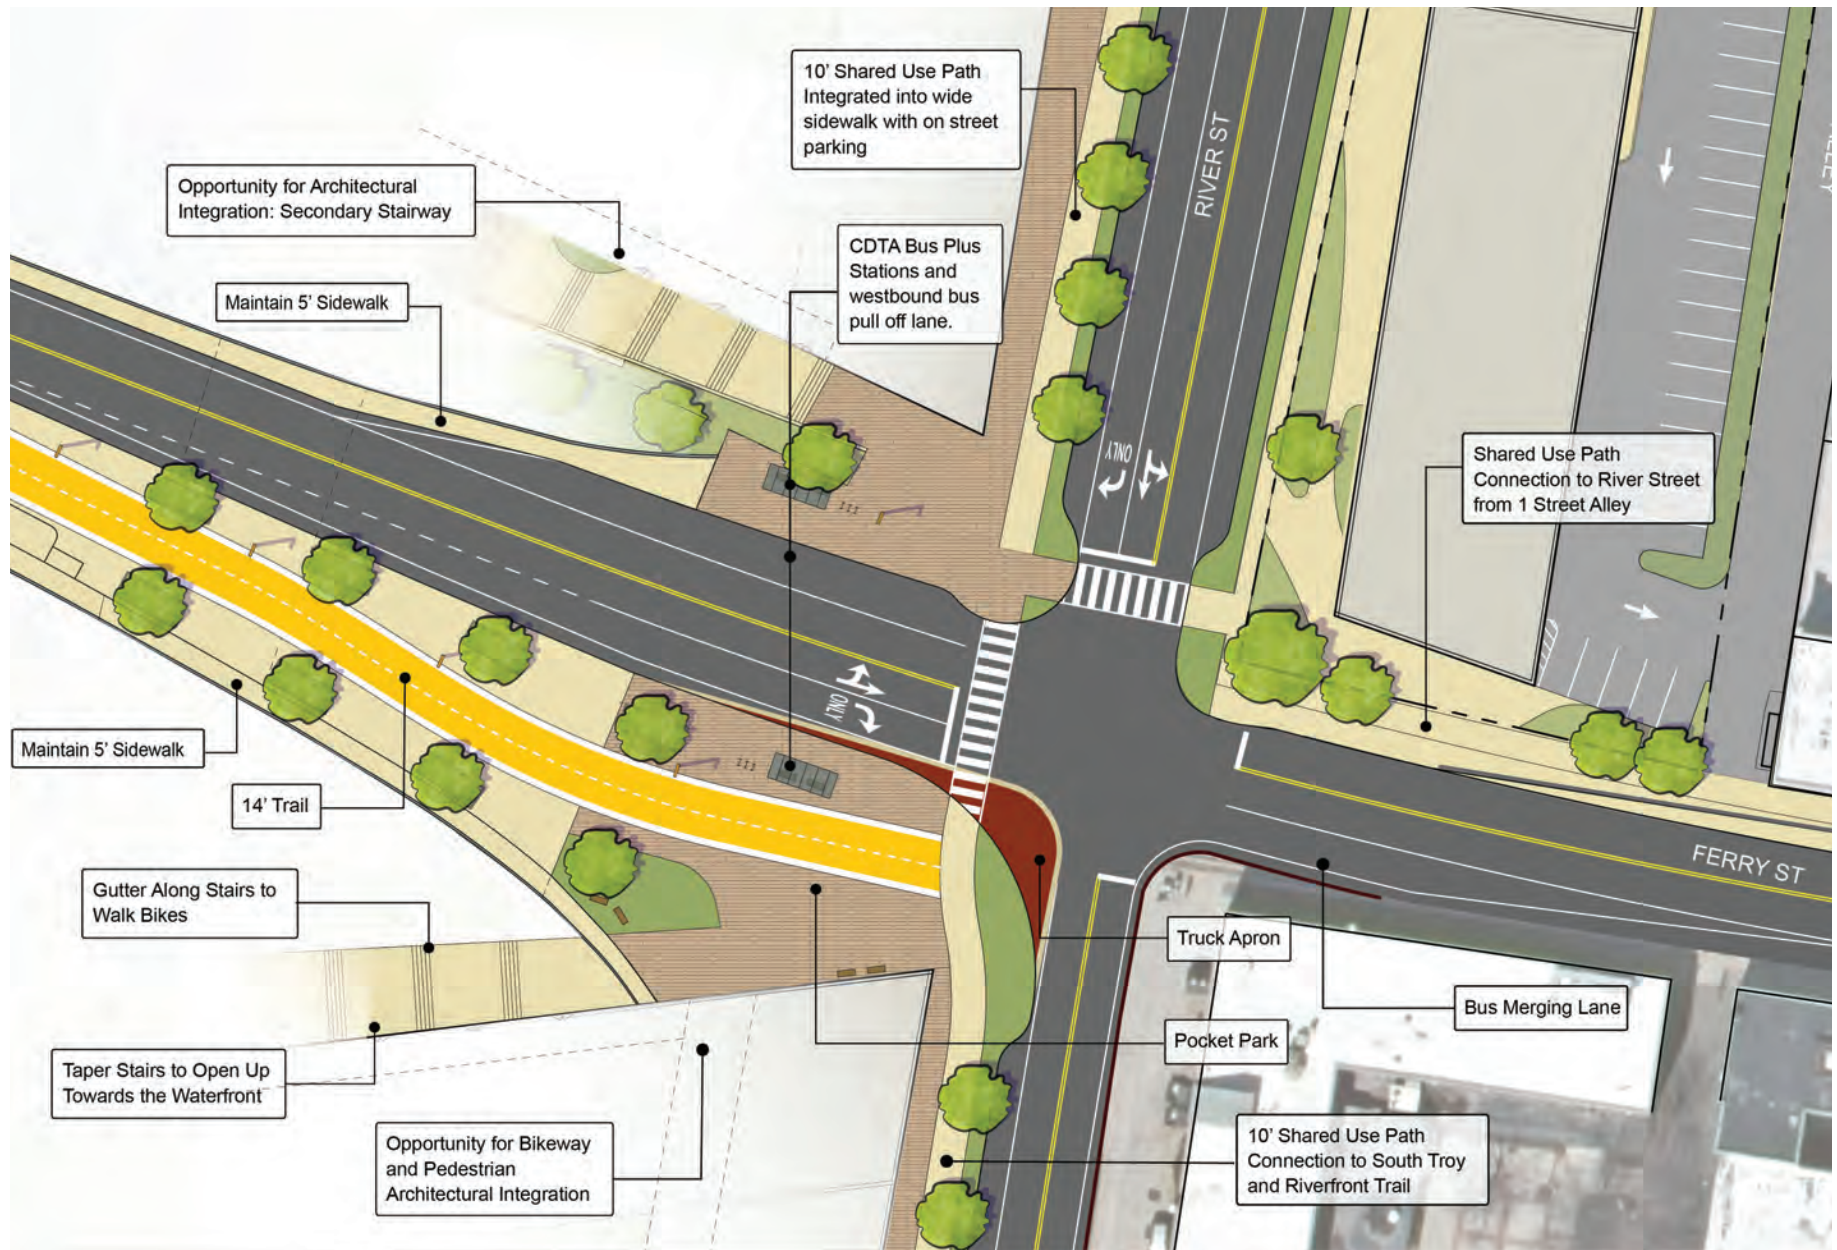 10' Shared Use Path
Integrated into wide
sidewalk with on street
parking
RIVER ST
Opportunity for Architectural
Integration: Secondary Stairway
CDTA Bus Plus
Stations and
westbound bus
pull off lane.
Maintain 5' Sidewalk
ONLY
Shared Use Path
Connection to River Street
from 1 Street Alley
ONLY
Maintain 5' Sidewalk
14' Trail
FERRY ST
Gutter Along Stairs to
Walk Bikes
Truck Apron
Bus Merging Lane
Pocket Park
Taper Stairs to Open Up
Towards the Waterfront
Opportunity for Bikeway
and Pedestrian
Architectural Integration
10' Shared Use Path
Connection to South Troy
and Riverfront Trail